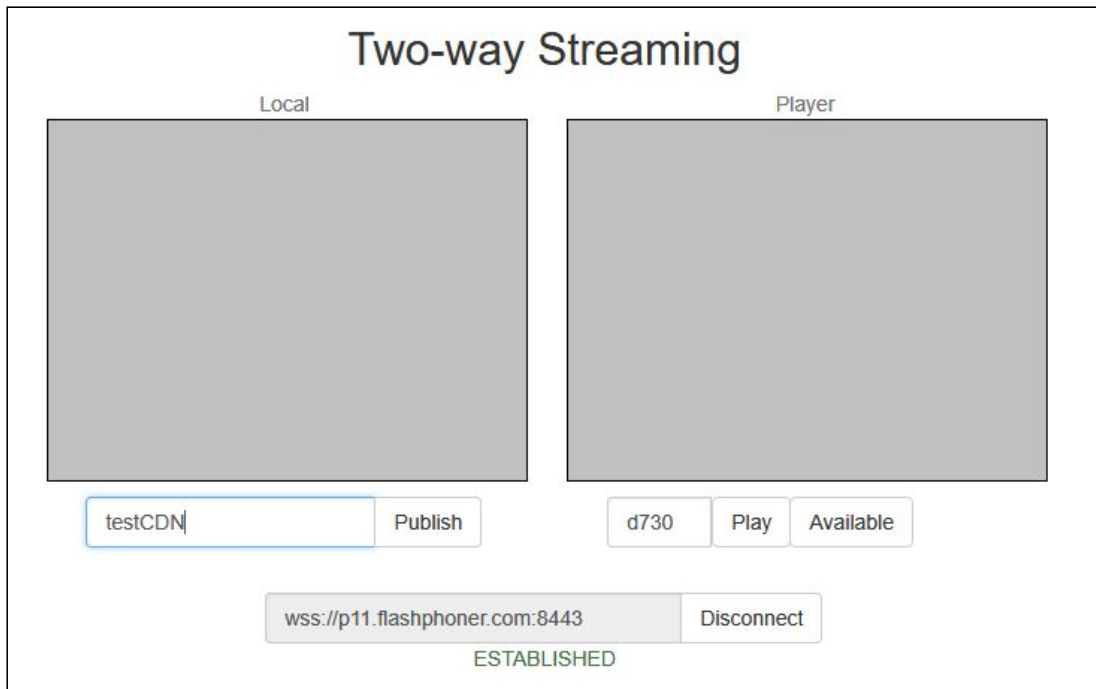 Two-way Streaming
Local
Player
testCDN
Publish
d730
Play
Available
wss://p11.flashphoner.com:8443
Disconnect
ESTABLISHED